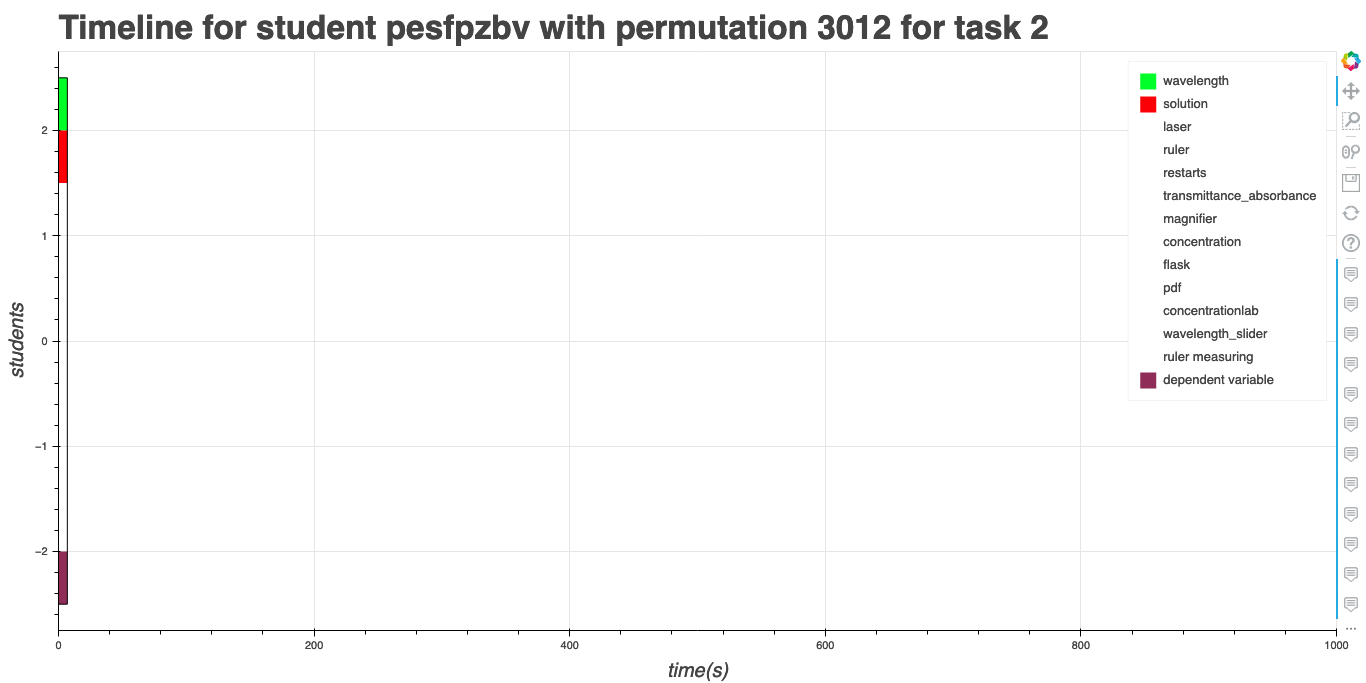 Timeline for student pesfpzbv with permutation 3012 for task 2
wavelength
solution
laser
ruler
restarts
transmittance_absorbance
magnifier
concentration
flask
pdf
concentrationlab
wavelength_slider
ruler measuring
dependent variable
2
1
0
−1
−2
students
0 200 400 600 800 1000
time(s)